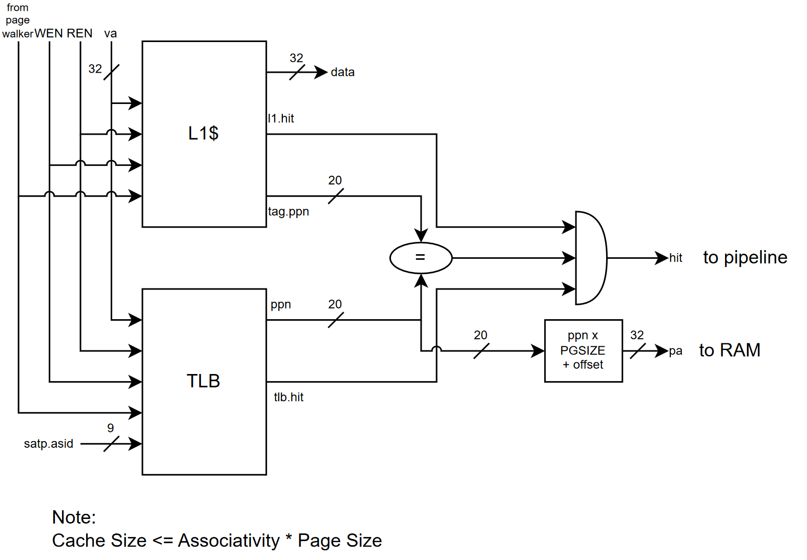 from
page
walker WEN REN va
32
32
data
L1$
l1.hit
20
tag.ppn
=
hit to pipeline
ppn
20
20
ppn x
PGSIZE
+ offset
32
pa to RAM
TLB
tlb.hit
satp.asid
9
Note:
Cache Size <= Associativity * Page Size